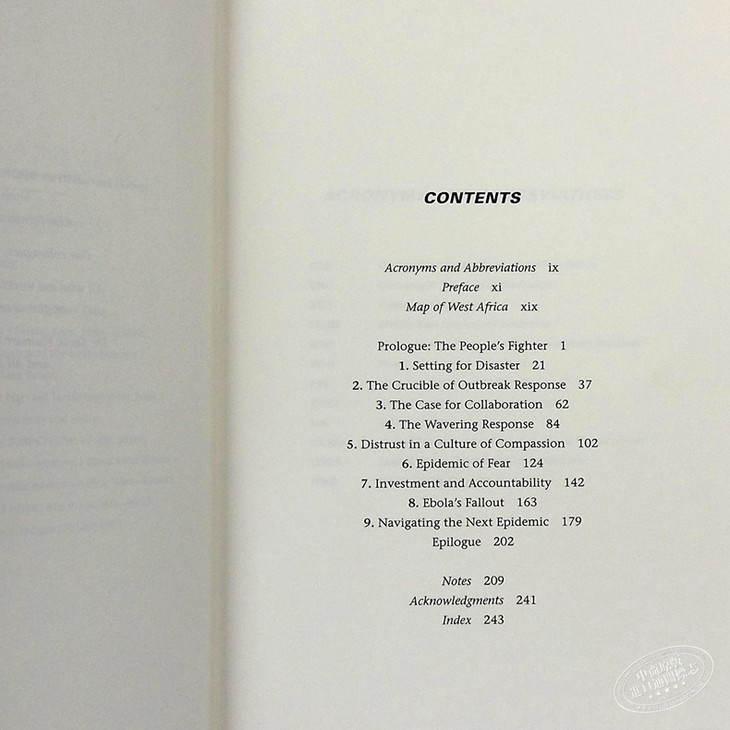 CONTENTS
Acronyms and Abbreviations ix
Preface xi
Map of West Africa xix
Prologue: The People's Fighter 1
1. Setting for Disaster 21
2. The Crucible of Outbreak Response 37
3. The Case for Collaboration 62
4. The Wavering Response 84
5. Distrust in a Culture of Compassion 102
6. Epidemic of Fear 124
7. Investment and Accountability 142
8. Ebola's Fallout 163
9. Navigating the Next Epidemic 179
Epilogue 202
Notes 209
Acknowledgments 241
Index 243